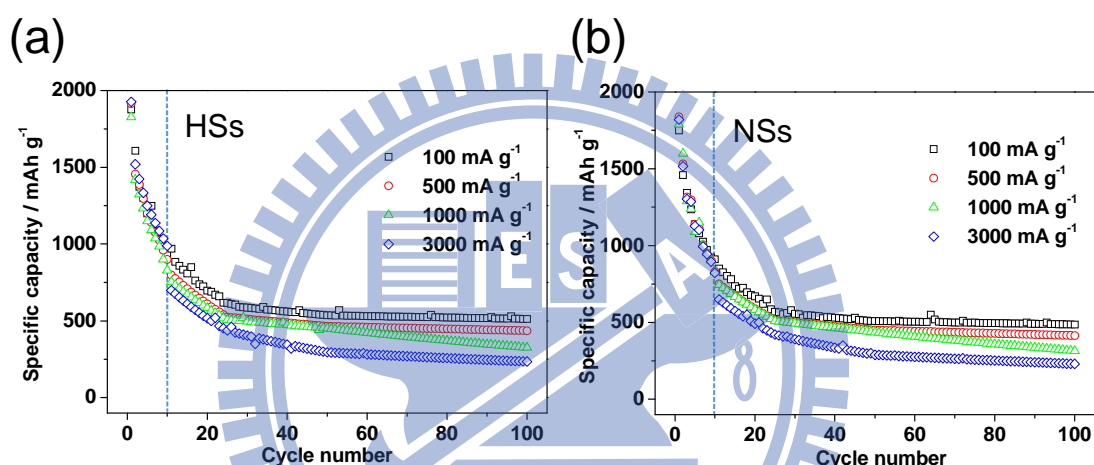 (a)
(b)
HSs
NSs
Specific capacity / mAh g⁻¹
2000
1500
1000
500
0
100 mA g⁻¹
500 mA g⁻¹
1000 mA g⁻¹
3000 mA g⁻¹
0 20 40 60 80 100
Cycle number
Specific capacity / mAh g⁻¹
2000
1500
1000
500
0
100 mA g⁻¹
500 mA g⁻¹
1000 mA g⁻¹
3000 mA g⁻¹
0 20 40 60 80 100
Cycle number
E S A
8